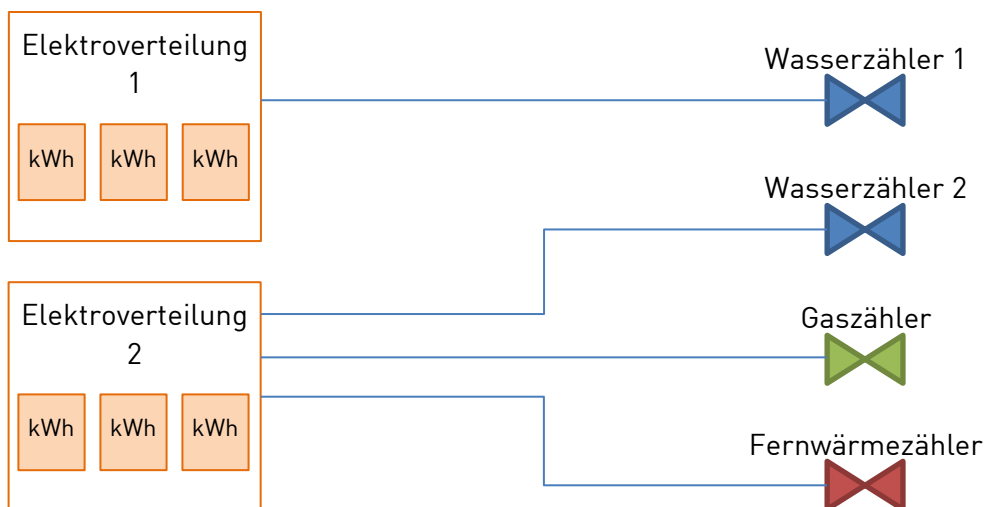 Elektroverteilung
1
kWh kWh kWh
Wasserzähler 1
Wasserzähler 2
Elektroverteilung
2
kWh kWh kWh
Gaszähler
Fernwärmezähler